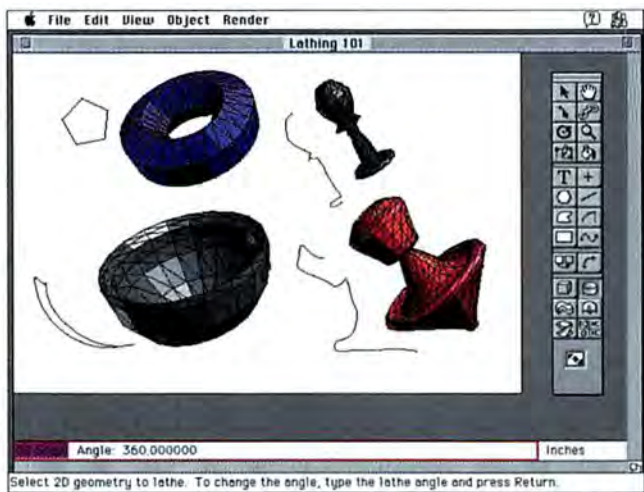 File Edit View Object Render
Lathing 101
T
Angle: 360.000000
Inches
Select 2D geometry to lathe. To change the angle, type the lathe angle and press Return.